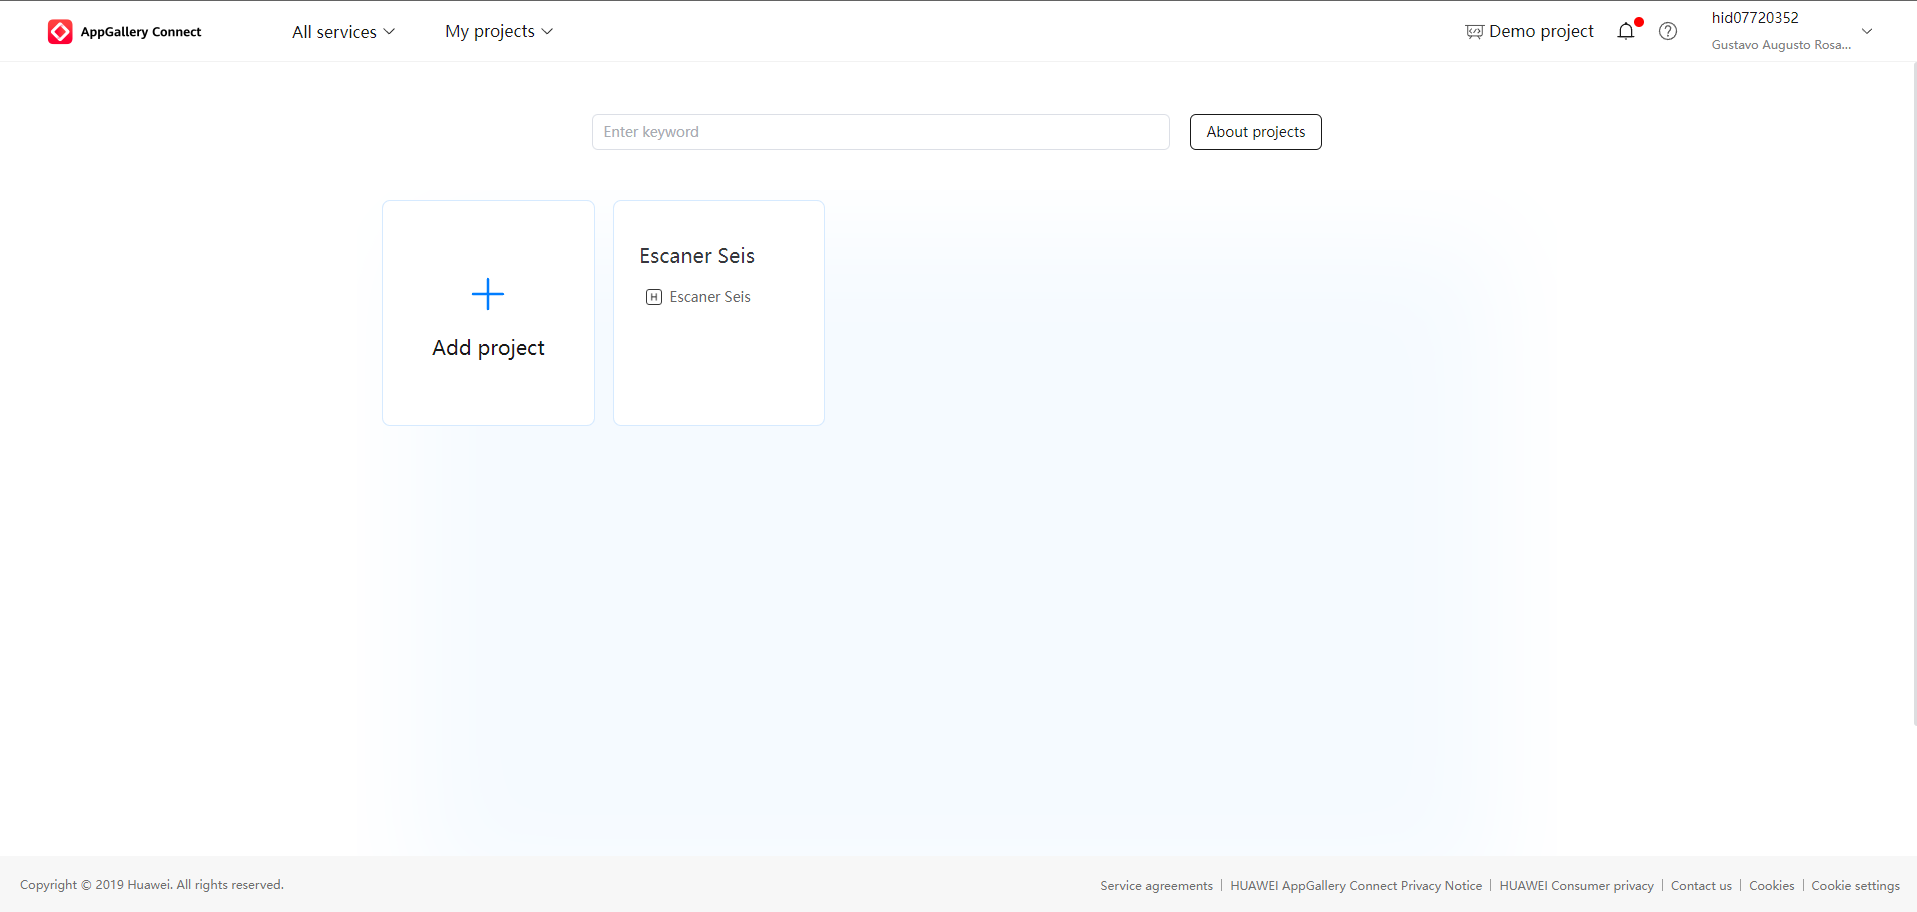 AppGallery Connect
All services
My projects
Demo project
hid07720352
Gustavo Augusto Rosa...
Enter keyword
About projects
Add project
Escaner Seis
H Escaner Seis
Copyright © 2019 Huawei. All rights reserved.
Service agreements | HUAWEI AppGallery Connect Privacy Notice | HUAWEI Consumer privacy | Contact us | Cookies | Cookie settings